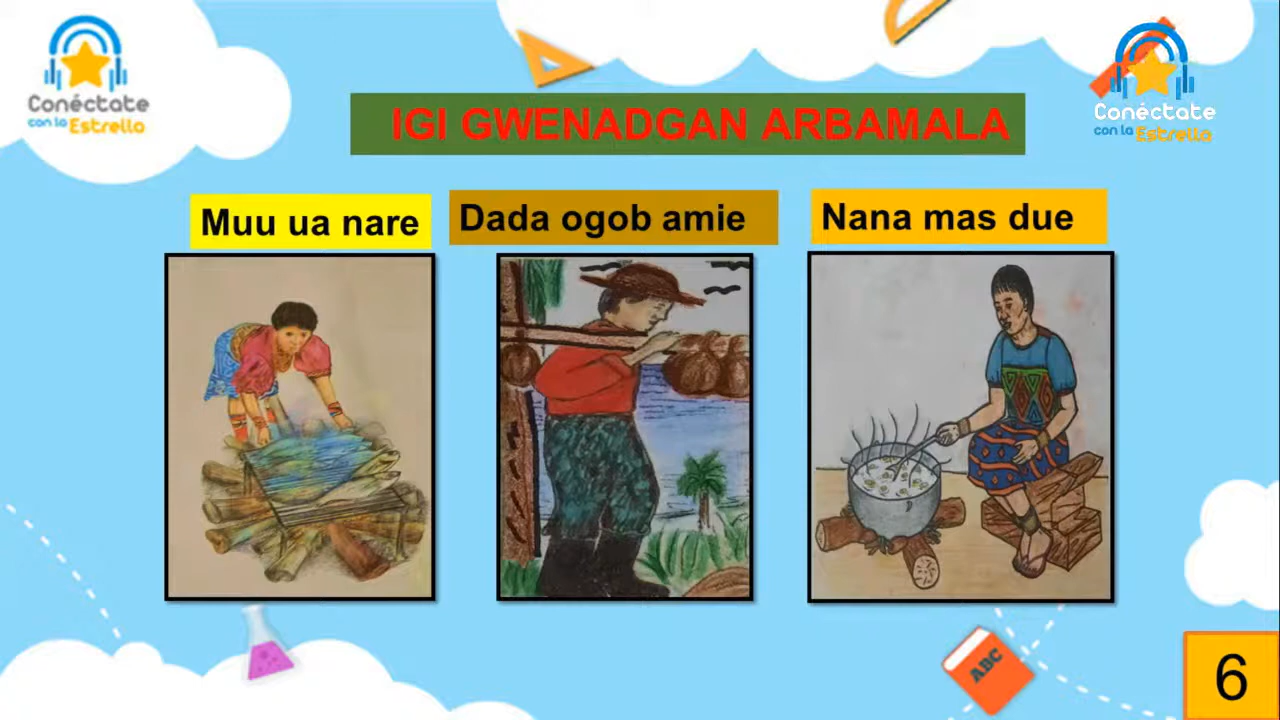 Conéctate
con la Estrella
Conéctate
con la Estrella
IGI GWENADGAN ARBAMALA
Muu ua nare
Dada ogob amie
Nana mas due
ABC
6